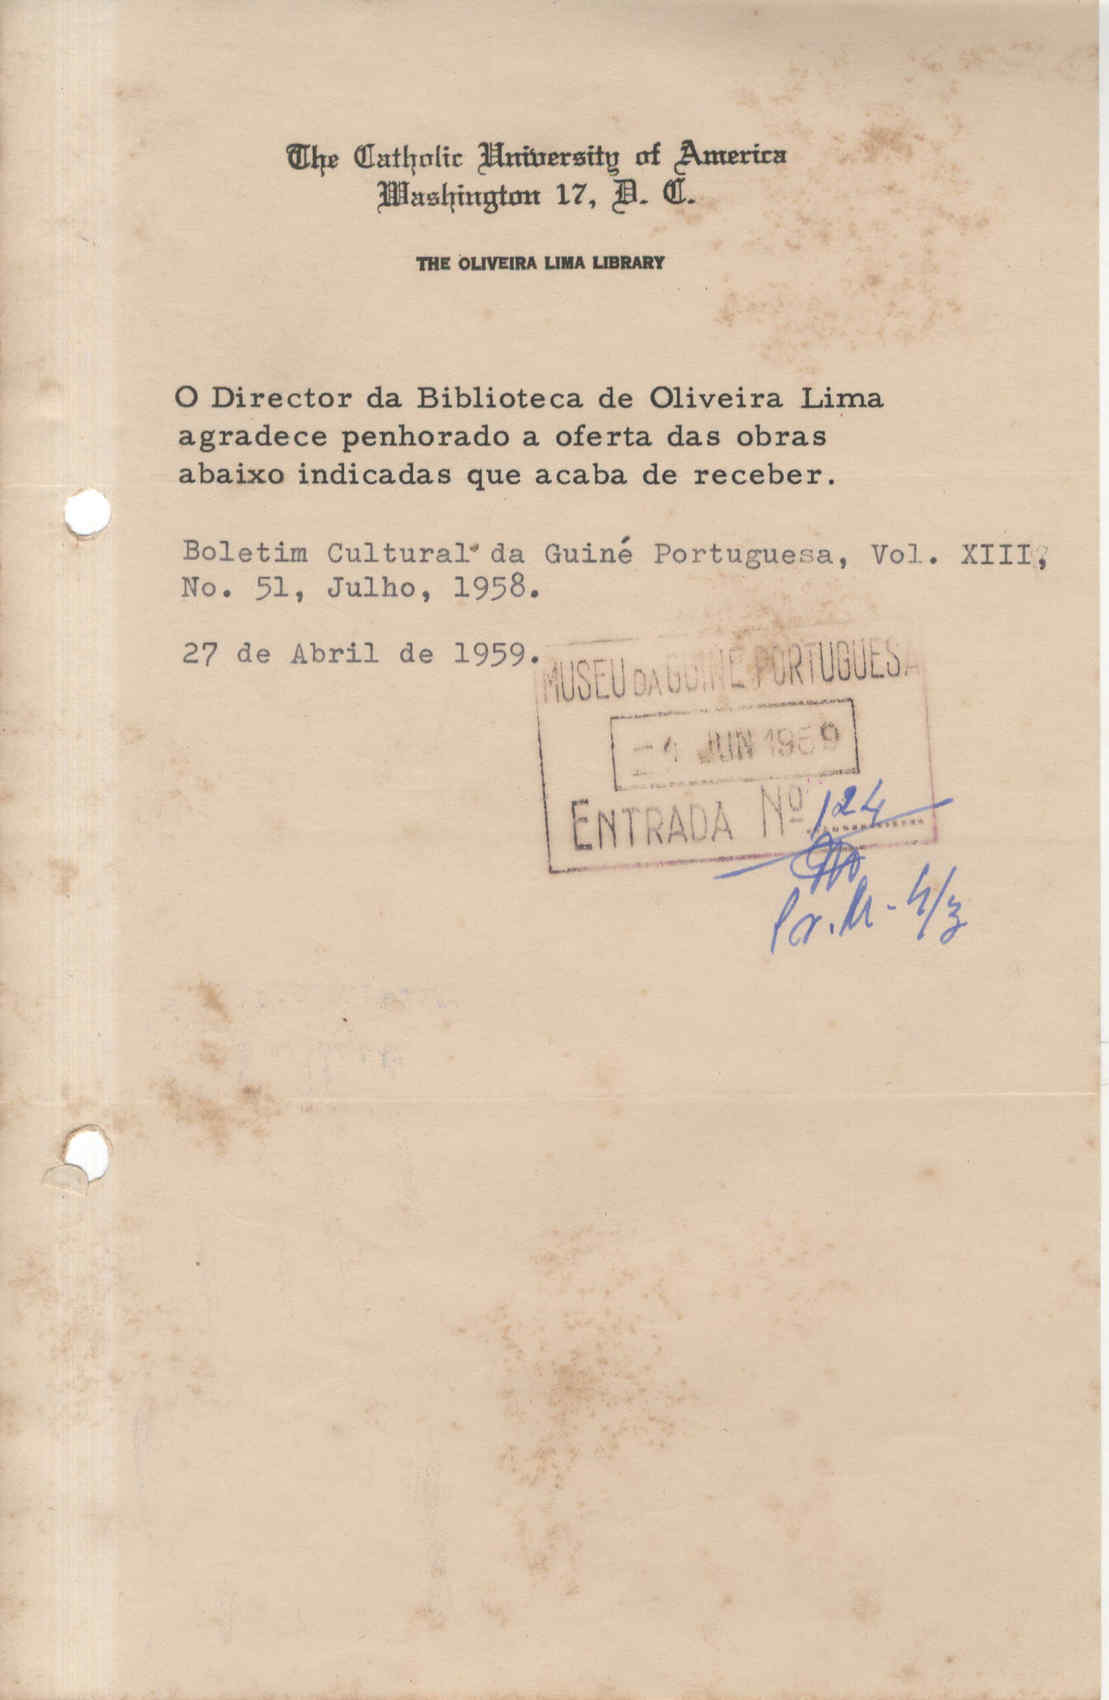 The Catholic University of America
Washington 17, D. C.
THE OLIVEIRA LIMA LIBRARY
O Director da Biblioteca de Oliveira Lima
agradece penhorado a oferta das obras
abaixo indicadas que acaba de receber.
Boletim Cultural da Guiné Portuguesa, Vol. XIII,
No. 51, Julho, 1958.
27 de Abril de 1959.
MUSEU DA GUINÉ PORTUGUESA
-4 JUN 1959
ENTRADA Nº 124